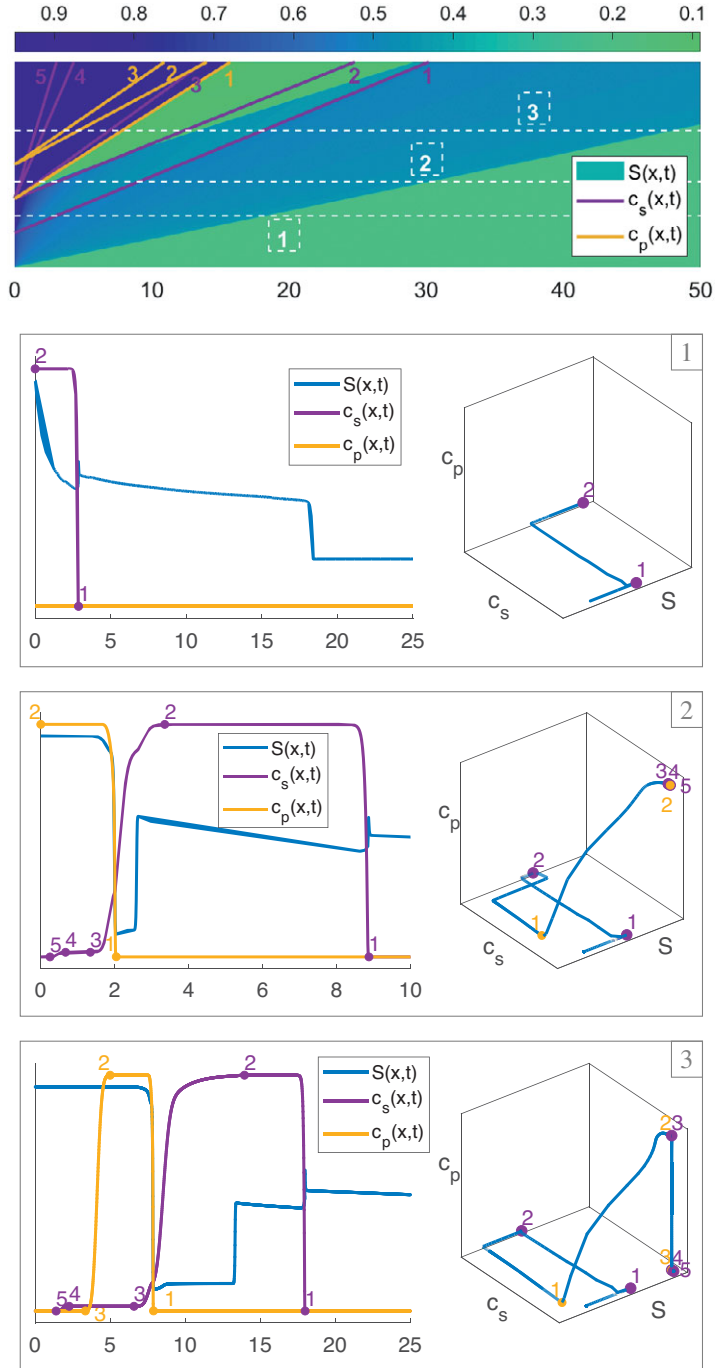 0.9 0.8 0.7 0.6 0.5 0.4 0.3 0.2 0.1
5 4 3 2 3 1 2 1
3
2
1
S(x,t)
c_s(x,t)
c_p(x,t)
0 10 20 30 40 50
1
2
S(x,t)
c_s(x,t)
c_p(x,t)
1
0 5 10 15 20 25
c_p
2
1
c_s
S
2
2 2
S(x,t)
c_s(x,t)
c_p(x,t)
5 4 3 1 1
0 2 4 6 8 10
c_p
3 4 5
2
2
1 1
c_s
S
3
2 2
S(x,t)
c_s(x,t)
c_p(x,t)
5 4 3 3 1 1
0 5 10 15 20 25
c_p
2 3
2
3 4 5
1 1
c_s
S